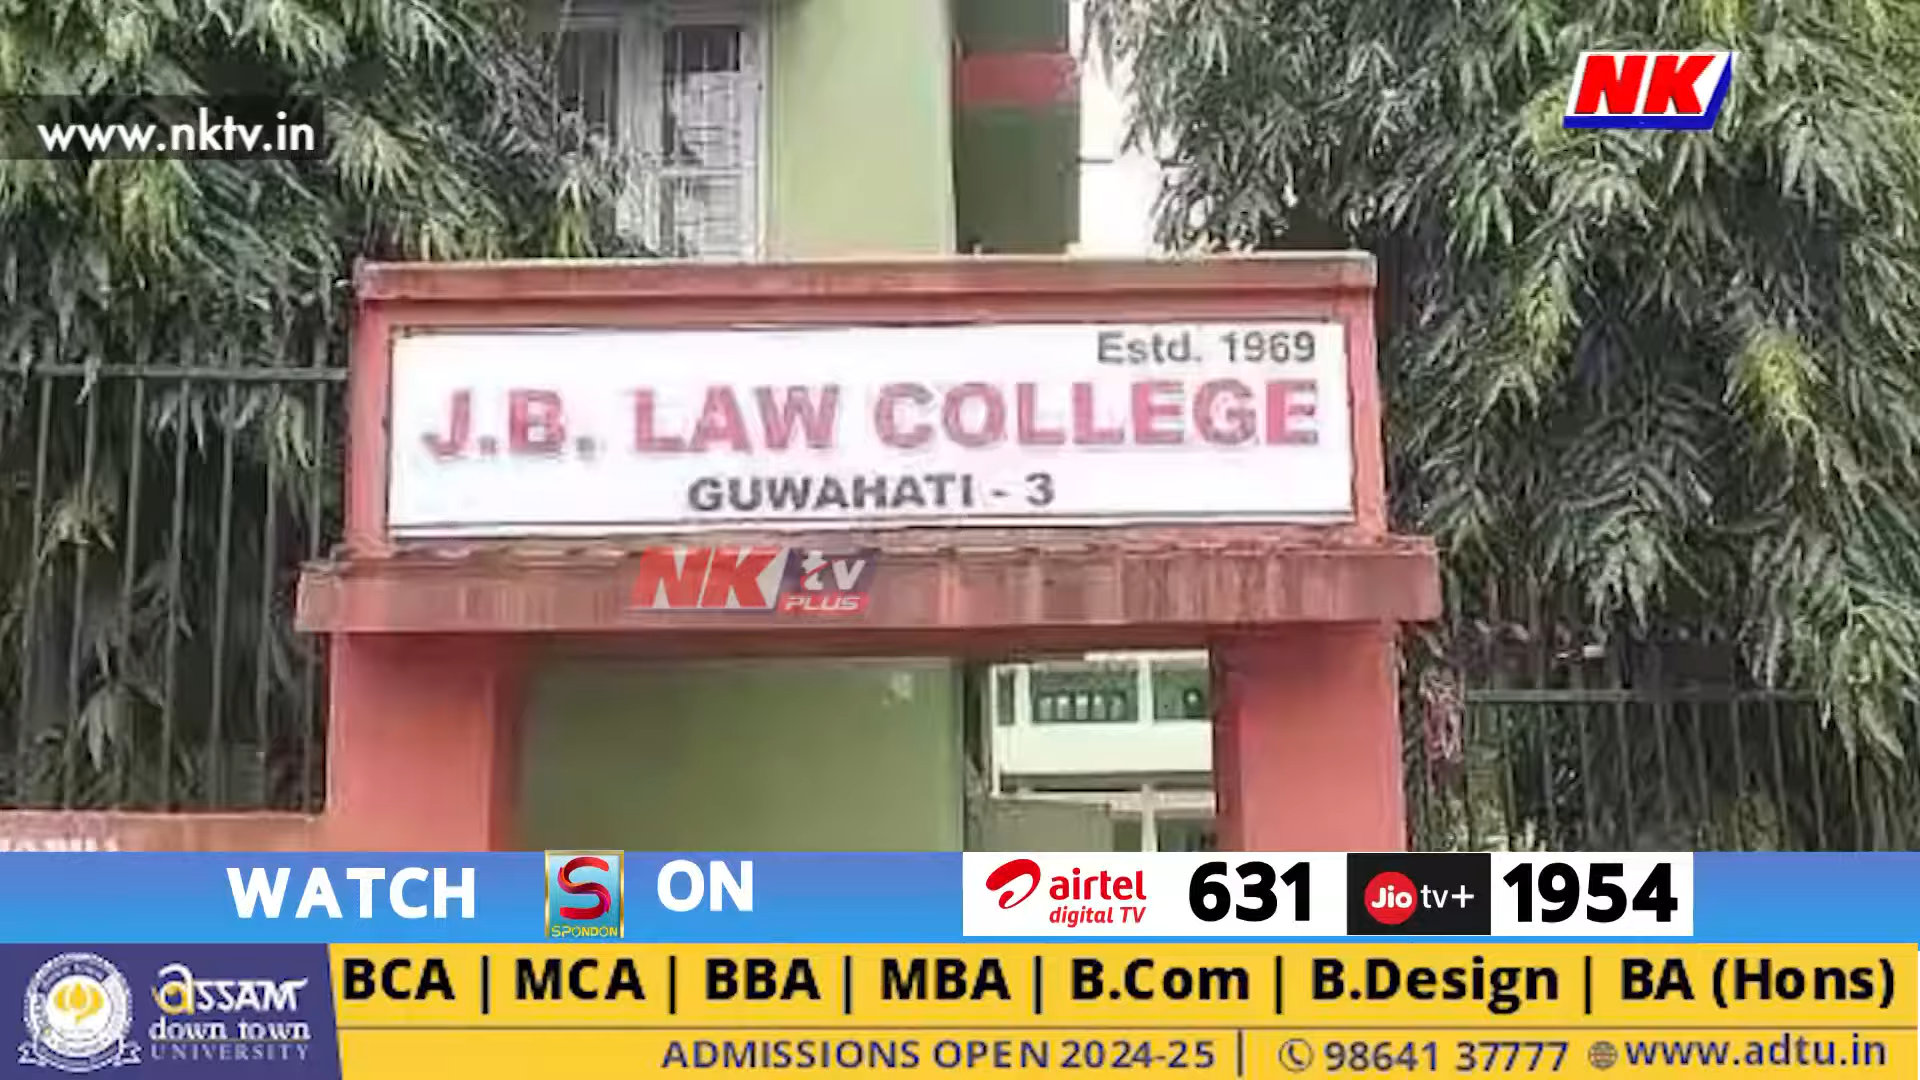 www.nktv.in
NK
Estd. 1969
J.B. LAW COLLEGE
GUWAHATI - 3
NK tv
PLUS
WATCH S SPONDON ON airtel digital TV 631 Jio tv+ 1954
ASSAM
down town
UNIVERSITY
BCA | MCA | BBA | MBA | B.Com | B.Design | BA (Hons)
ADMISSIONS OPEN 2024-25 | 98641 37777 www.adtu.in